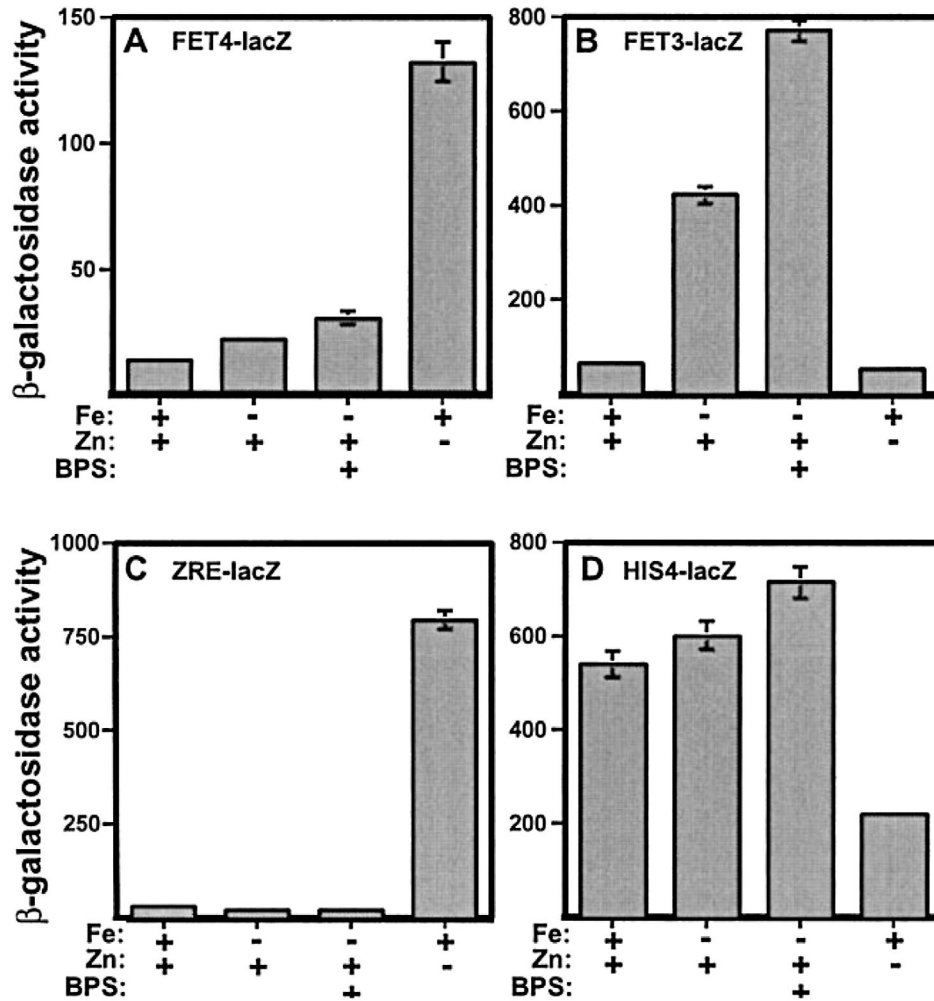 A FET4-lacZ
β-galactosidase activity
150
100
50
Fe: + - - +
Zn: + + + -
BPS: +
B FET3-lacZ
800
600
400
200
Fe: + - - +
Zn: + + + -
BPS: +
C ZRE-lacZ
β-galactosidase activity
1000
750
500
250
Fe: + - - +
Zn: + + + -
BPS: +
D HIS4-lacZ
800
600
400
200
Fe: + - - +
Zn: + + + -
BPS: +